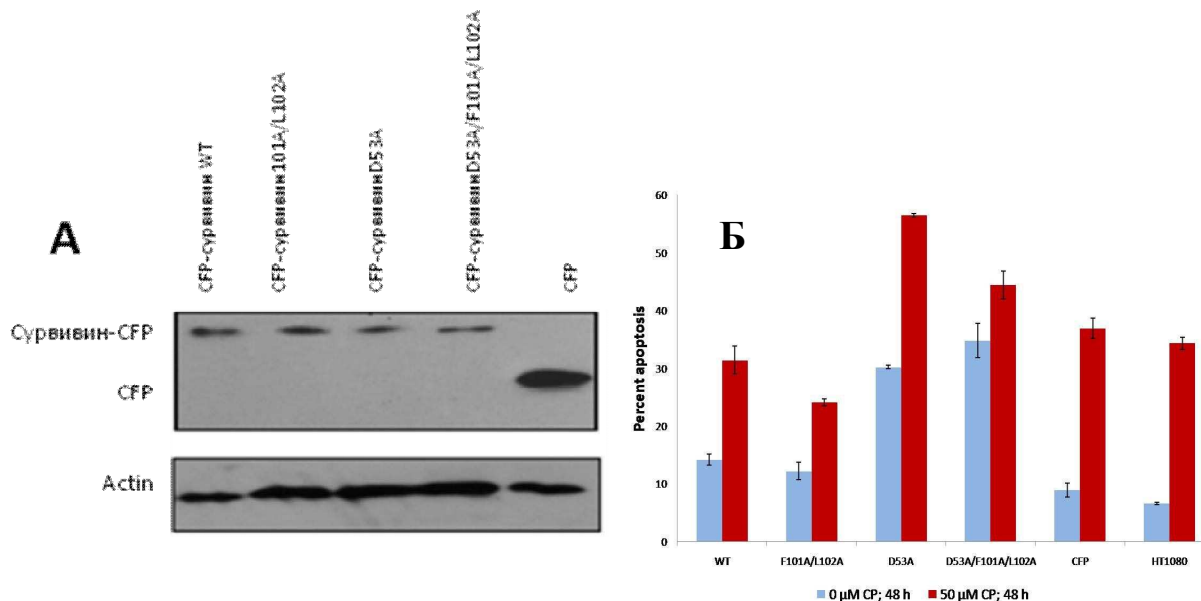 CFP-сурвивин WT
CFP-сурвивин101A/L102A
CFP-сурвивинD53A
CFP-сурвивинD53A/F101A/L102A
CFP
А
Сурвивин-CFP
CFP
Actin
Б
Percent apoptosis
60
50
40
30
20
10
0
WT
F101A/L102A
D53A
D53A/F101A/L102A
CFP
HT1080
0 µM CP; 48 h
50 µM CP; 48 h